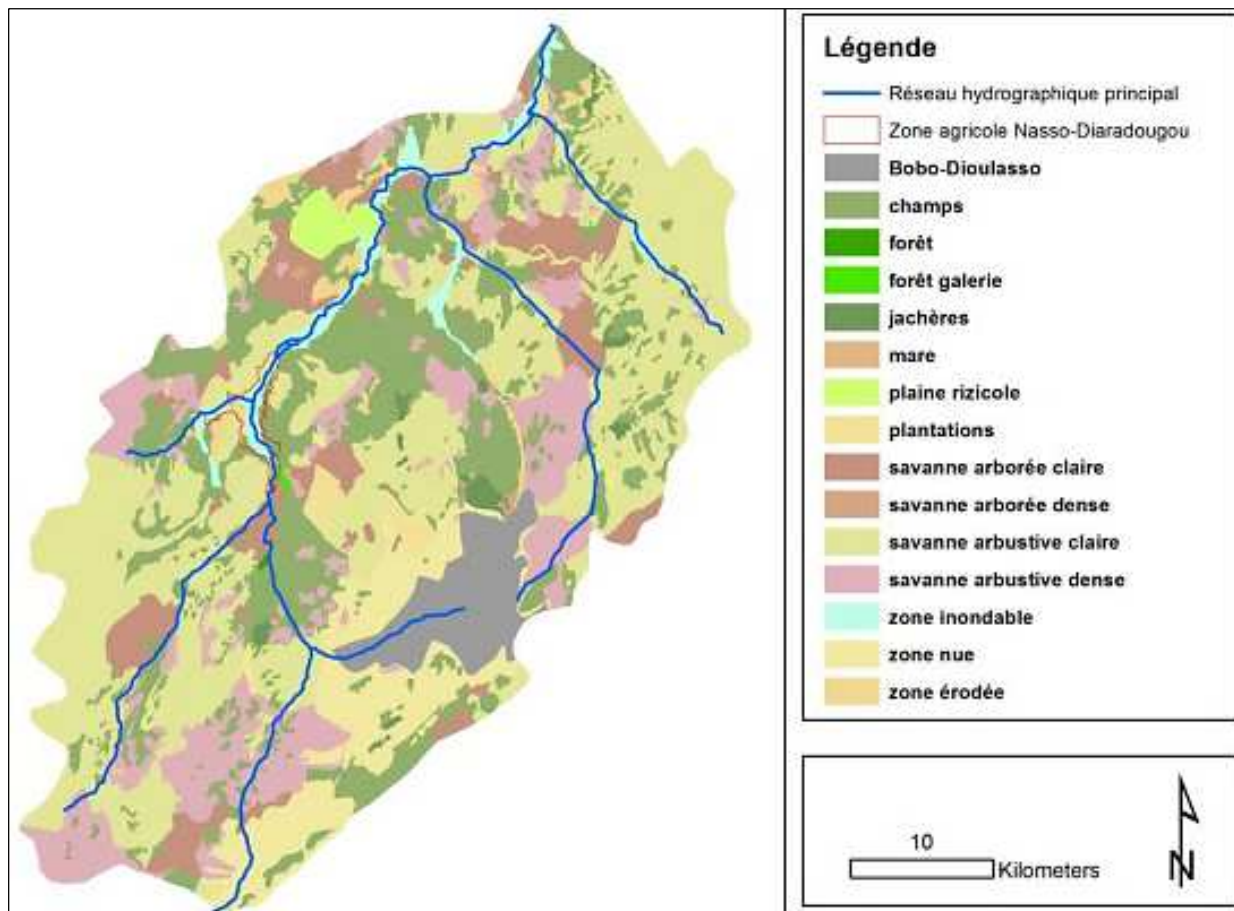 Légende
Réseau hydrographique principal
Zone agricole Nasso-Diaradougou
Bobo-Dioulasso
champs
forêt
forêt galerie
jachères
mare
plaine rizicole
plantations
savanne arborée claire
savanne arborée dense
savanne arbustive claire
savanne arbustive dense
zone inondable
zone nue
zone érodée
10
Kilometers
N